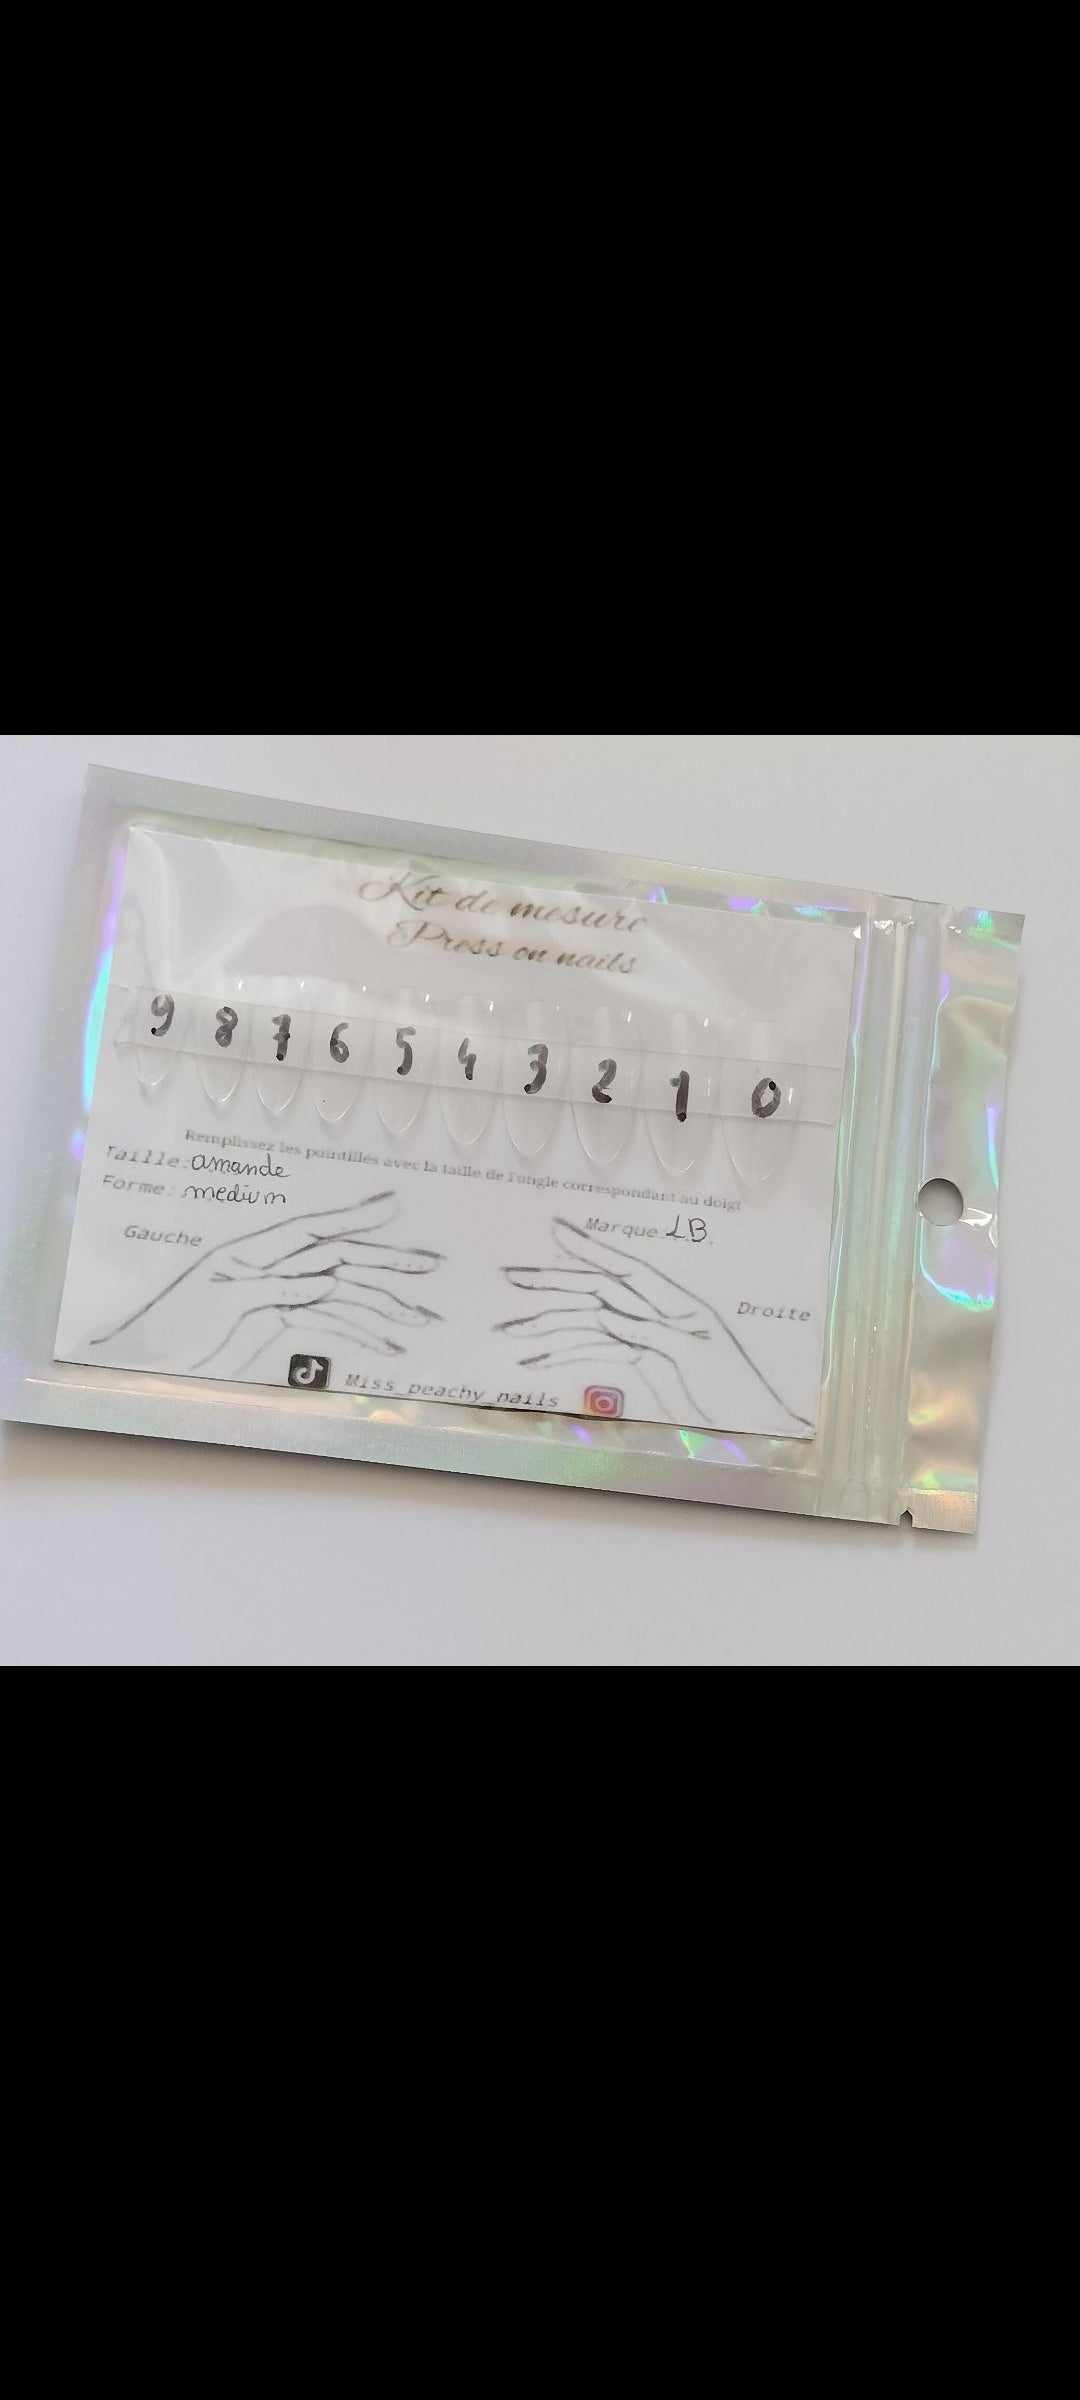 Kit de mesure
Press on nails
9 8 7 6 5 4 3 2 1 0
Remplissez les pointillés avec la taille de l'ongle correspondant au doigt
Taille: amande
Forme: medium
Marque LB
Gauche
Droite
Miss_peachy_nails